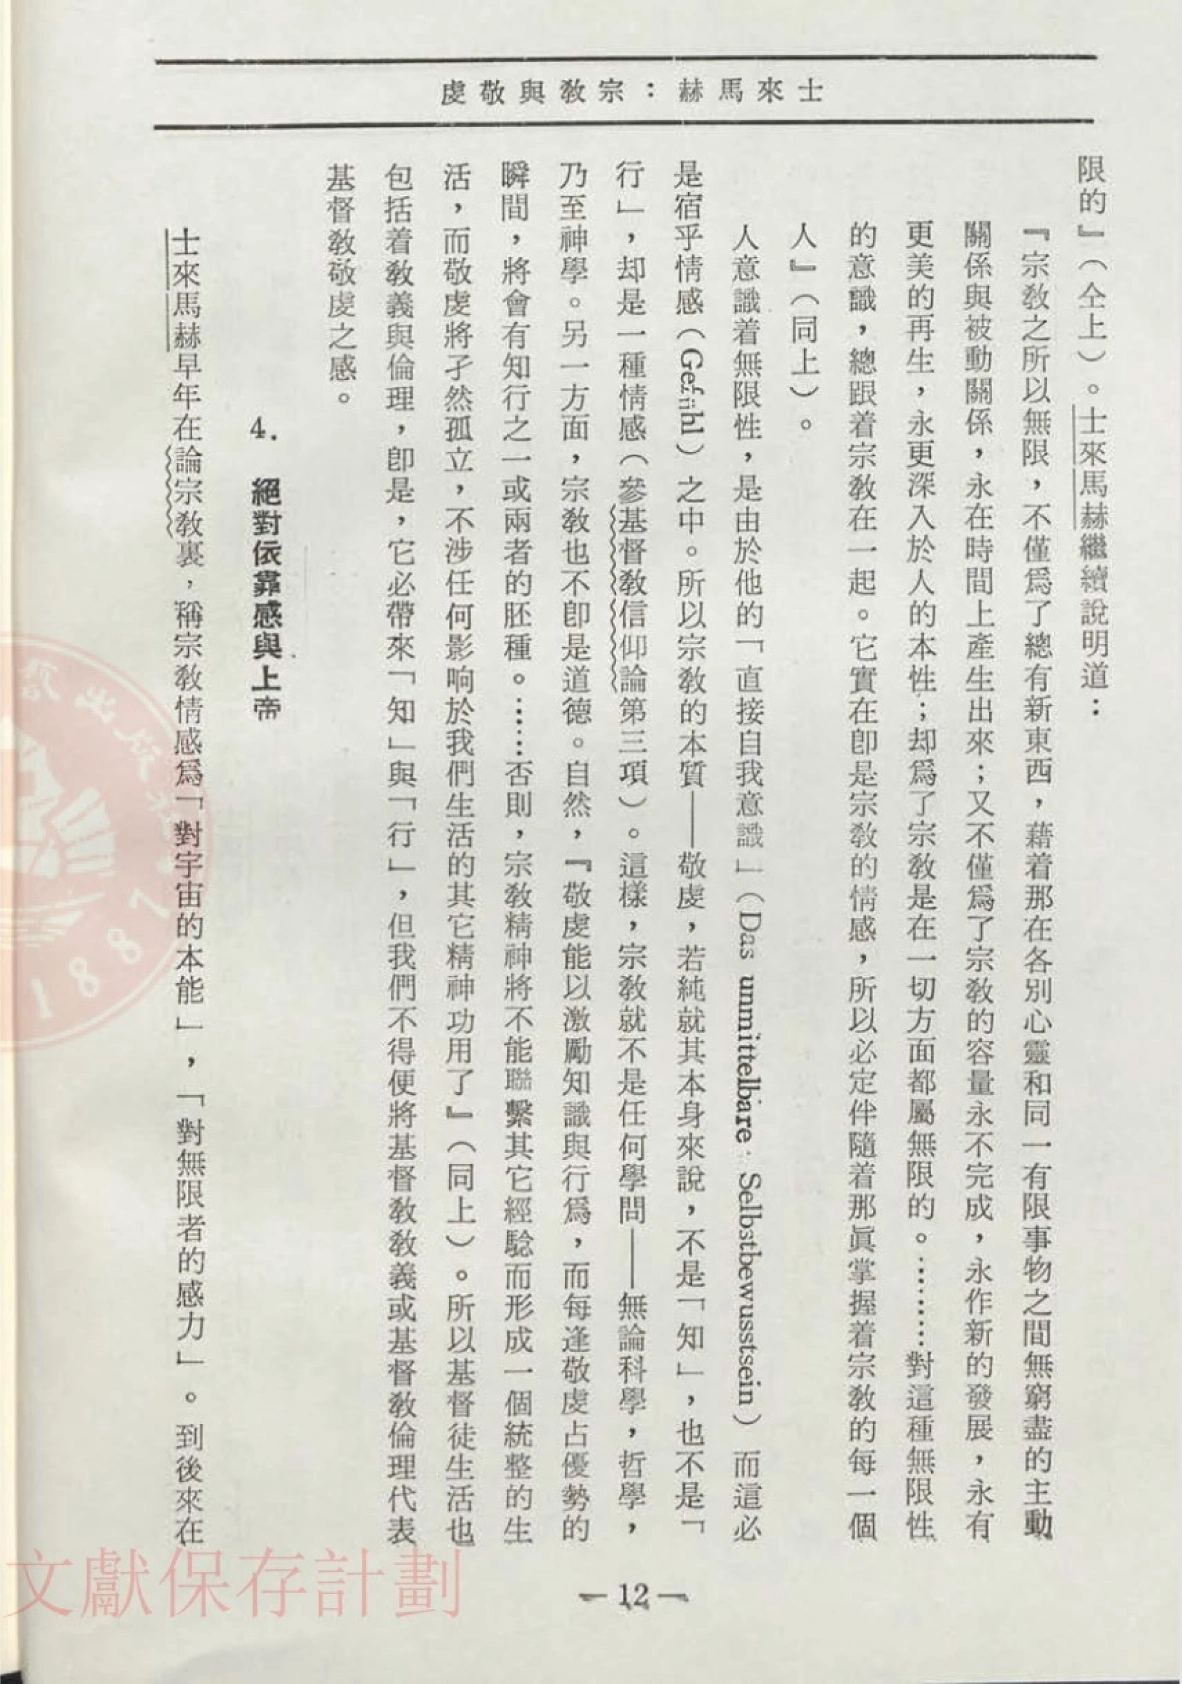 士來馬赫：宗教與敬虔
限的』（仝上）。士來馬赫繼續說明道：
『宗教之所以無限，不僅爲了總有新東西，藉着那在各別心靈和同一有限事物之間無窮盡的主動
關係與被動關係，永在時間上產生出來；又不僅爲了宗教的容量永不完成，永作新的發展，永有
更美的再生，永更深入於人的本性；却爲了宗教是在一切方面都屬無限的。………對這種無限性
的意識，總跟着宗教在一起。它實在卽是宗教的情感，所以必定伴隨着那眞掌握着宗教的每一個
人』（同上）。
人意識着無限性，是由於他的「直接自我意識」（Das unmittelbare Selbstbewusstsein）而這必
是宿乎情感（Gefühl）之中。所以宗教的本質——敬虔，若純就其本身來說，不是「知」，也不是「
行」，却是一種情感（參基督教信仰論第三項）。這樣，宗教就不是任何學問——無論科學，哲學，
乃至神學。另一方面，宗教也不卽是道德。自然，『敬虔能以激勵知識與行爲，而每逢敬虔占優勢的
瞬間，將會有知行之一或兩者的胚種。……否則，宗教精神將不能聯繫其它經驗而形成一個統整的生
活，而敬虔將孑然孤立，不涉任何影响於我們生活的其它精神功用了』（同上）。所以基督徒生活也
包括着教義與倫理，卽是，它必帶來「知」與「行」，但我們不得便將基督教教義或基督教倫理代表
基督教敬虔之感。
4. 絕對依靠感與上帝
士來馬赫早年在論宗教裏，稱宗教情感爲「對宇宙的本能」，「對無限者的感力」。到後來在
—12—
文獻保存計劃
會出版
1887